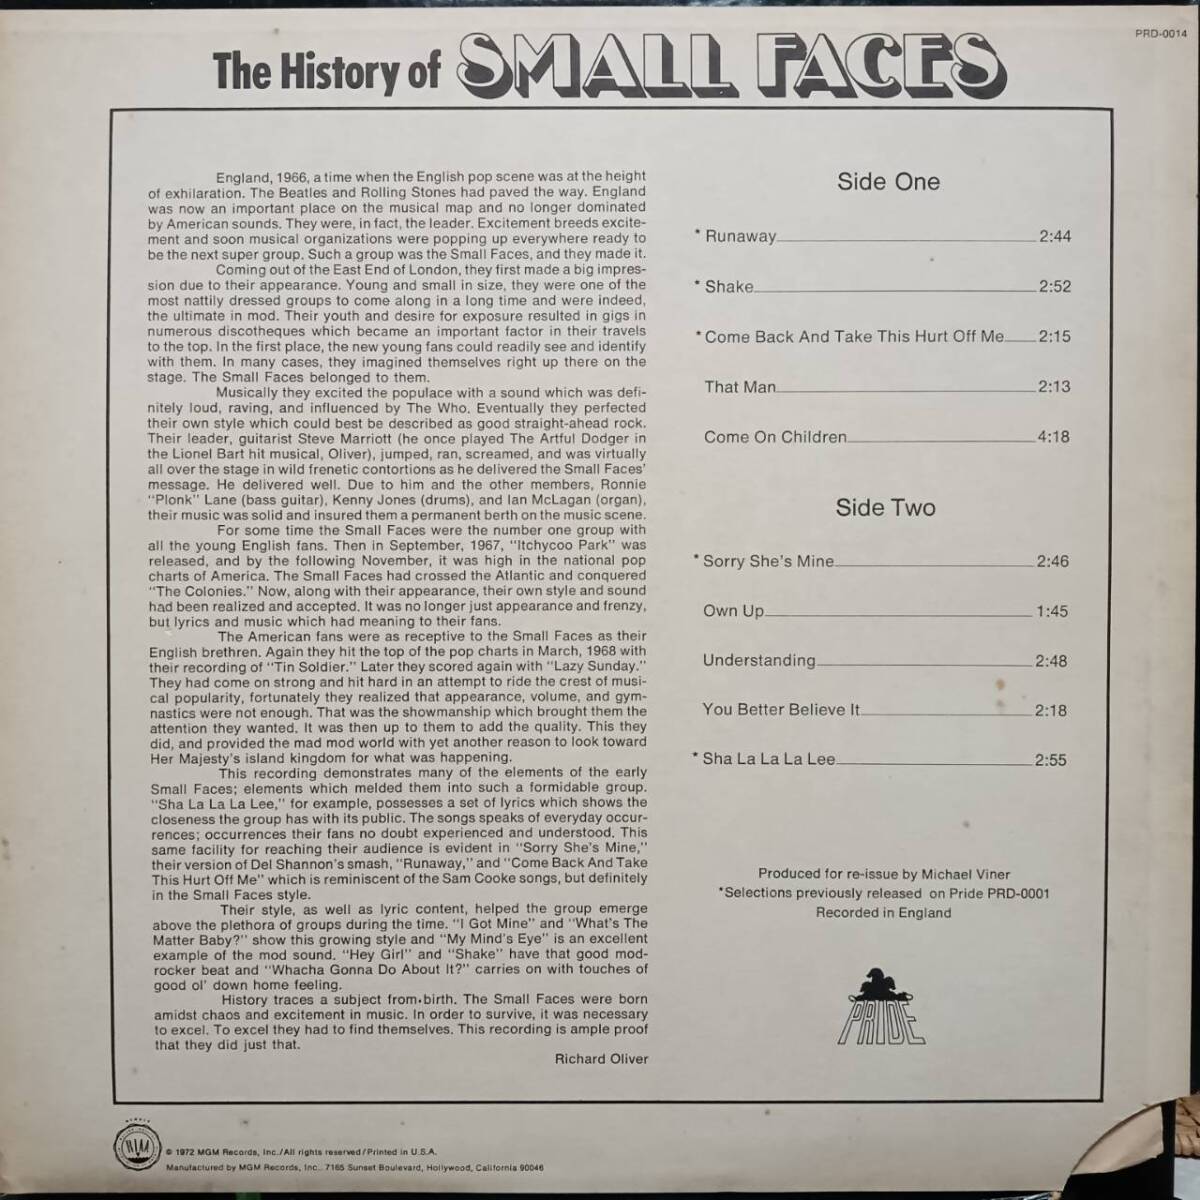 PRD-0014
The History of SMALL FACES
England, 1966, a time when the English pop scene was at the height
of exhilaration. The Beatles and Rolling Stones had paved the way. England
was now an important place on the musical map and no longer dominated
by American sounds. They were, in fact, the leader. Excitement breeds excite-
ment and soon musical organizations were popping up everywhere ready to
be the next super group. Such a group was the Small Faces, and they made it.
Coming out of the East End of London, they first made a big impres-
sion due to their appearance. Young and small in size, they were one of the
most nattily dressed groups to come along in a long time and were indeed,
the ultimate in mod. Their youth and desire for exposure resulted in gigs in
numerous discotheques which became an important factor in their travels
to the top. In the first place, the new young fans could readily see and identify
with them. In many cases, they imagined themselves right up there on the
stage. The Small Faces belonged to them.
Musically they excited the populace with a sound which was defi-
nitely loud, raving, and influenced by The Who. Eventually they perfected
their own style which could best be described as good straight-ahead rock.
Their leader, guitarist Steve Marriott (he once played The Artful Dodger in
the Lionel Bart hit musical, Oliver), jumped, ran, screamed, and was virtually
all over the stage in wild frenetic contortions as he delivered the Small Faces'
message. He delivered well. Due to him and the other members, Ronnie
"Plonk" Lane (bass guitar), Kenny Jones (drums), and Ian McLagan (organ),
their music was solid and insured them a permanent berth on the music scene.
For some time the Small Faces were the number one group with
all the young English fans. Then in September, 1967, "Itchycoo Park" was
released, and by the following November, it was high in the national pop
charts of America. The Small Faces had crossed the Atlantic and conquered
"The Colonies." Now, along with their appearance, their own style and sound
had been realized and accepted. It was no longer just appearance and frenzy,
but lyrics and music which had meaning to their fans.
The American fans were as receptive to the Small Faces as their
English brethren. Again they hit the top of the pop charts in March, 1968 with
their recording of "Tin Soldier." Later they scored again with "Lazy Sunday."
They had come on strong and hit hard in an attempt to ride the crest of musi-
cal popularity, fortunately they realized that appearance, volume, and gym-
nastics were not enough. That was the showmanship which brought them the
attention they wanted. It was then up to them to add the quality. This they
did, and provided the mad mod world with yet another reason to look toward
Her Majesty's island kingdom for what was happening.
This recording demonstrates many of the elements of the early
Small Faces; elements which melded them into such a formidable group.
"Sha La La La Lee," for example, possesses a set of lyrics which shows the
closeness the group has with its public. The songs speaks of everyday occur-
rences; occurrences their fans no doubt experienced and understood. This
same facility for reaching their audience is evident in "Sorry She's Mine,"
their version of Del Shannon's smash, "Runaway," and "Come Back And Take
This Hurt Off Me" which is reminiscent of the Sam Cooke songs, but definitely
in the Small Faces style.
Their style, as well as lyric content, helped the group emerge
above the plethora of groups during the time. "I Got Mine" and "What's The
Matter Baby?" show this growing style and "My Mind's Eye" is an excellent
example of the mod sound. "Hey Girl" and "Shake" have that good mod-
rocker beat and "Whacha Gonna Do About It?" carries on with touches of
good ol' down home feeling.
History traces a subject from birth. The Small Faces were born
amidst chaos and excitement in music. In order to survive, it was necessary
to excel. To excel they had to find themselves. This recording is ample proof
that they did just that.
Richard Oliver
Side One
* Runaway 2:44
* Shake 2:52
* Come Back And Take This Hurt Off Me 2:15
That Man 2:13
Come On Children 4:18
Side Two
* Sorry She's Mine 2:46
Own Up 1:45
Understanding 2:48
You Better Believe It 2:18
* Sha La La La Lee 2:55
Produced for re-issue by Michael Viner
*Selections previously released on Pride PRD-0001
Recorded in England
PRIDE
RIAA
© 1972 MGM Records, Inc./All rights reserved/Printed in U.S.A.
Manufactured by MGM Records, Inc., 7165 Sunset Boulevard, Hollywood, California 90046